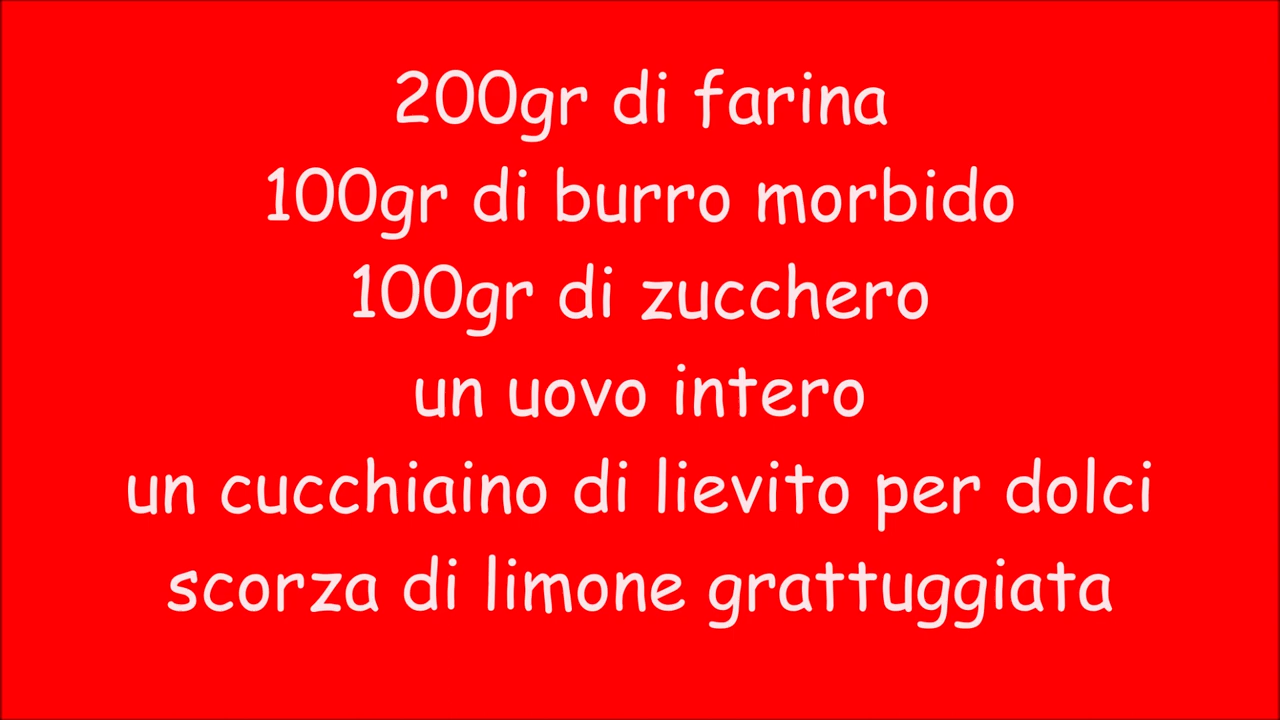 200gr di farina
100gr di burro morbido
100gr di zucchero
un uovo intero
un cucchiaino di lievito per dolci
scorza di limone grattuggiata